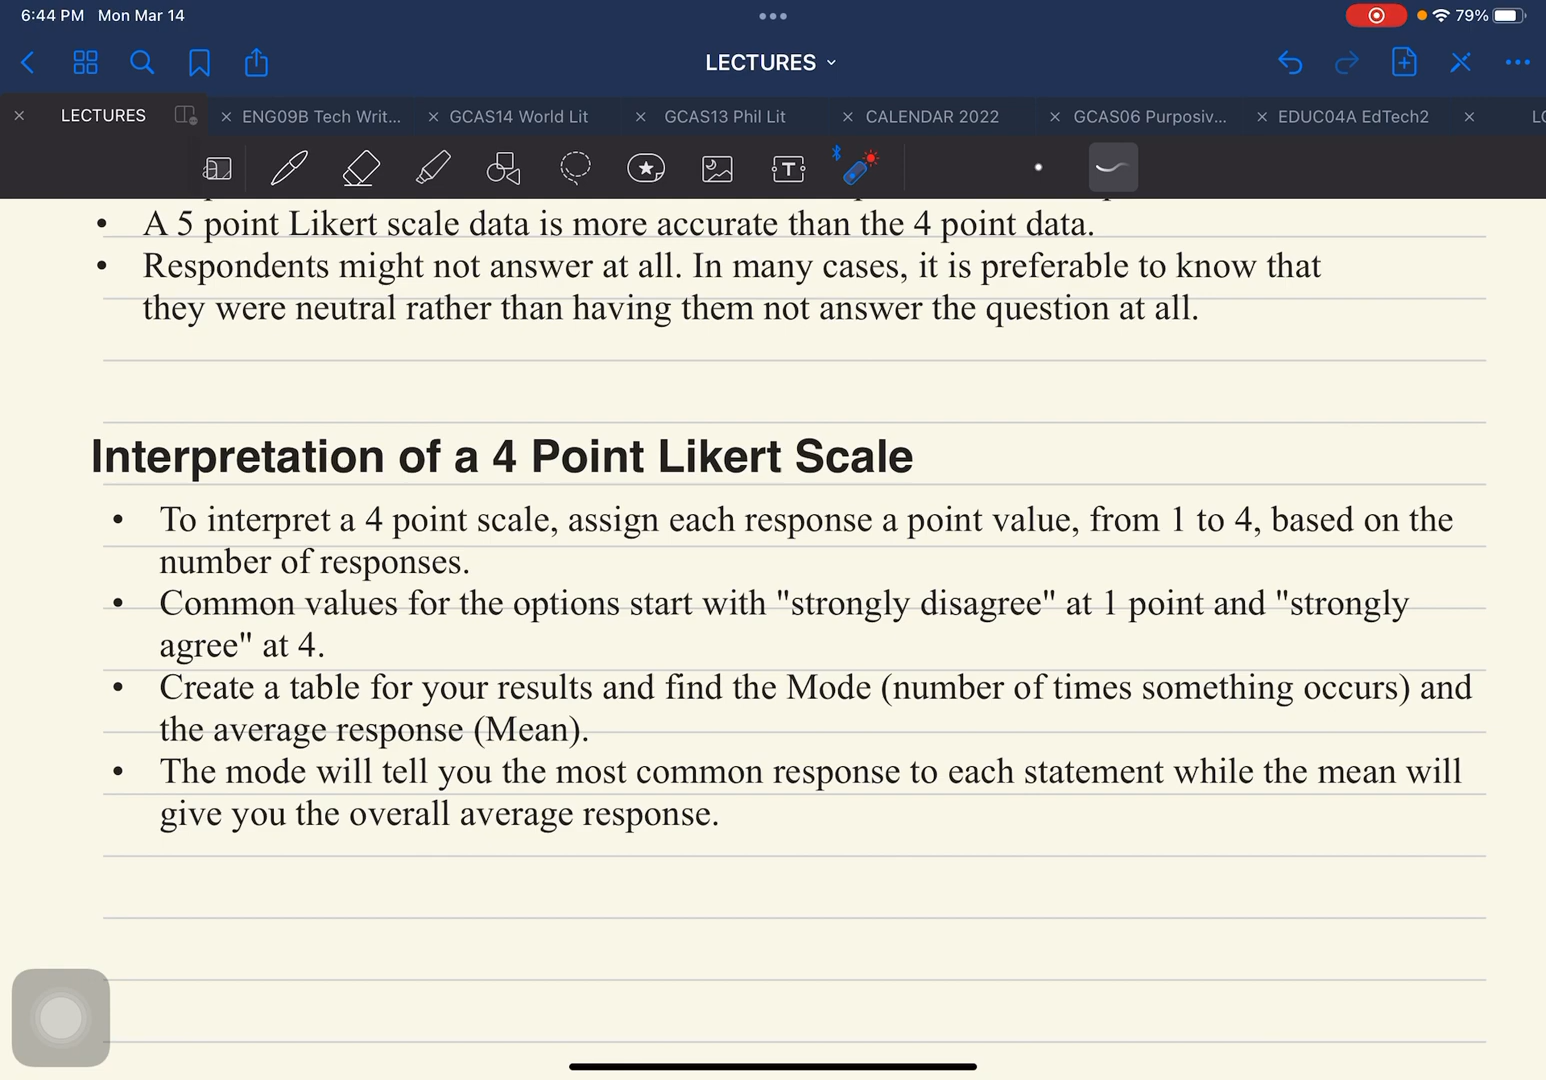 6:44 PM Mon Mar 14
79%
LECTURES
LECTURES
ENG09B Tech Writ...
GCAS14 World Lit
GCAS13 Phil Lit
CALENDAR 2022
GCAS06 Purposiv...
EDUC04A EdTech2
• A 5 point Likert scale data is more accurate than the 4 point data.
• Respondents might not answer at all. In many cases, it is preferable to know that
they were neutral rather than having them not answer the question at all.
Interpretation of a 4 Point Likert Scale
• To interpret a 4 point scale, assign each response a point value, from 1 to 4, based on the
number of responses.
• Common values for the options start with "strongly disagree" at 1 point and "strongly
agree" at 4.
• Create a table for your results and find the Mode (number of times something occurs) and
the average response (Mean).
• The mode will tell you the most common response to each statement while the mean will
give you the overall average response.